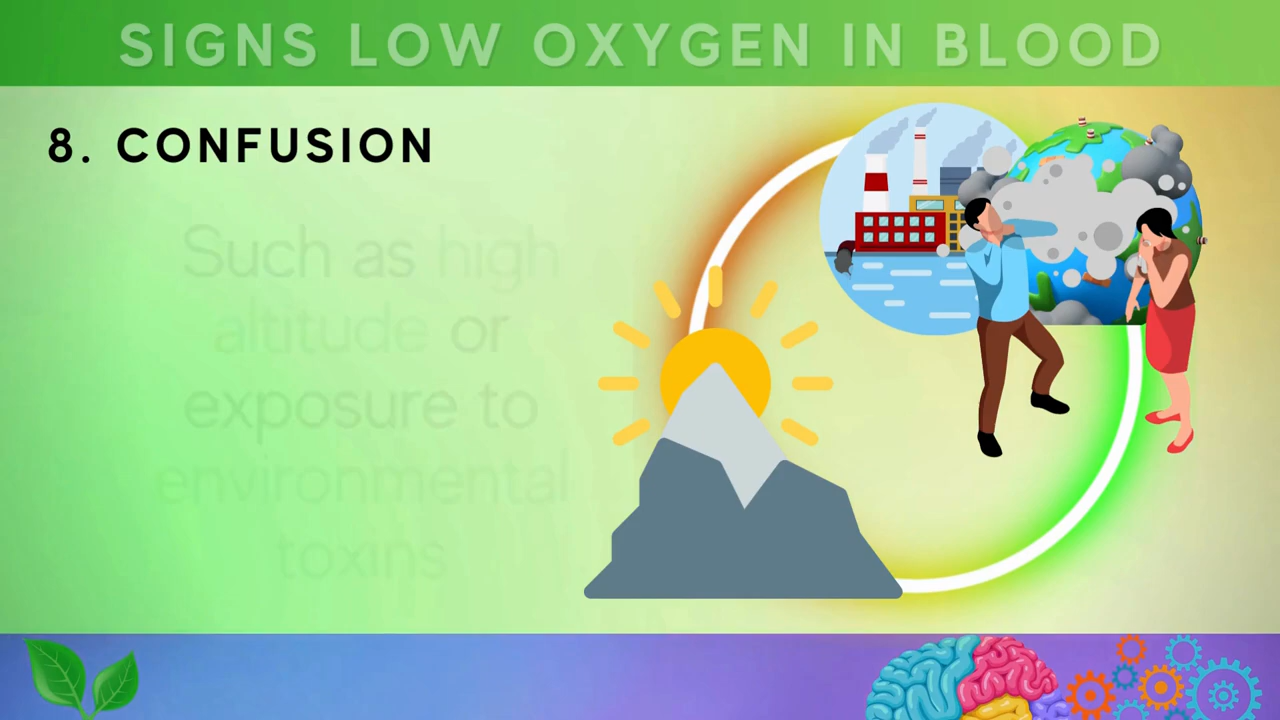 SIGNS LOW OXYGEN IN BLOOD
8. CONFUSION
Such as high
altitude or
exposure to
environmental
toxins